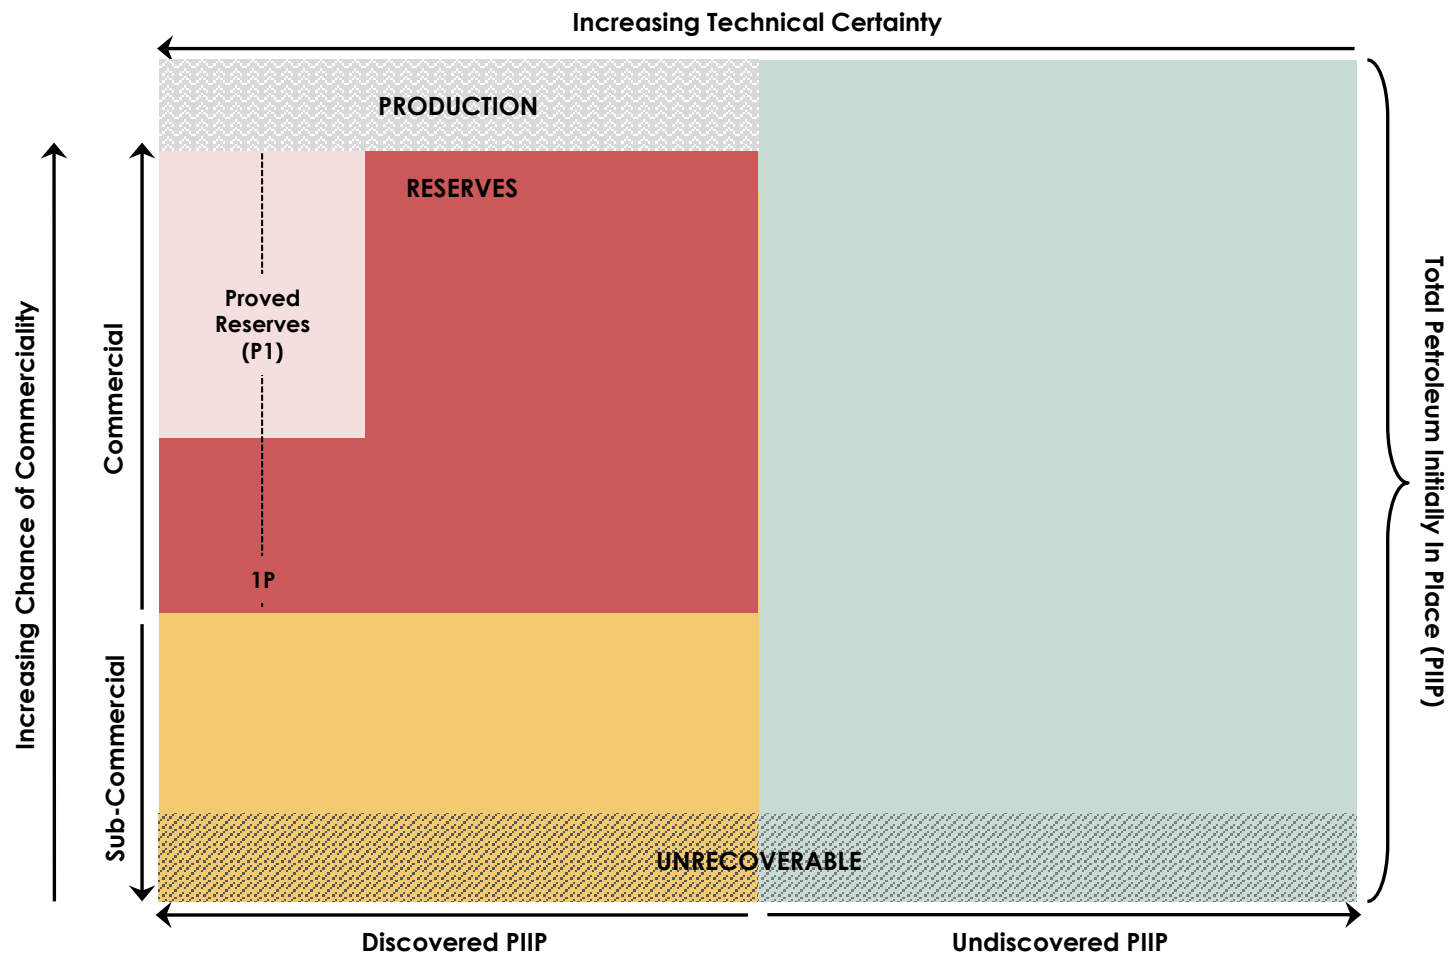 Increasing Technical Certainty
PRODUCTION
RESERVES
Proved
Reserves
(P1)
1P
UNRECOVERABLE
Increasing Chance of Commerciality
Commercial
Sub-Commercial
Total Petroleum Initially In Place (PIIP)
Discovered PIIP
Undiscovered PIIP